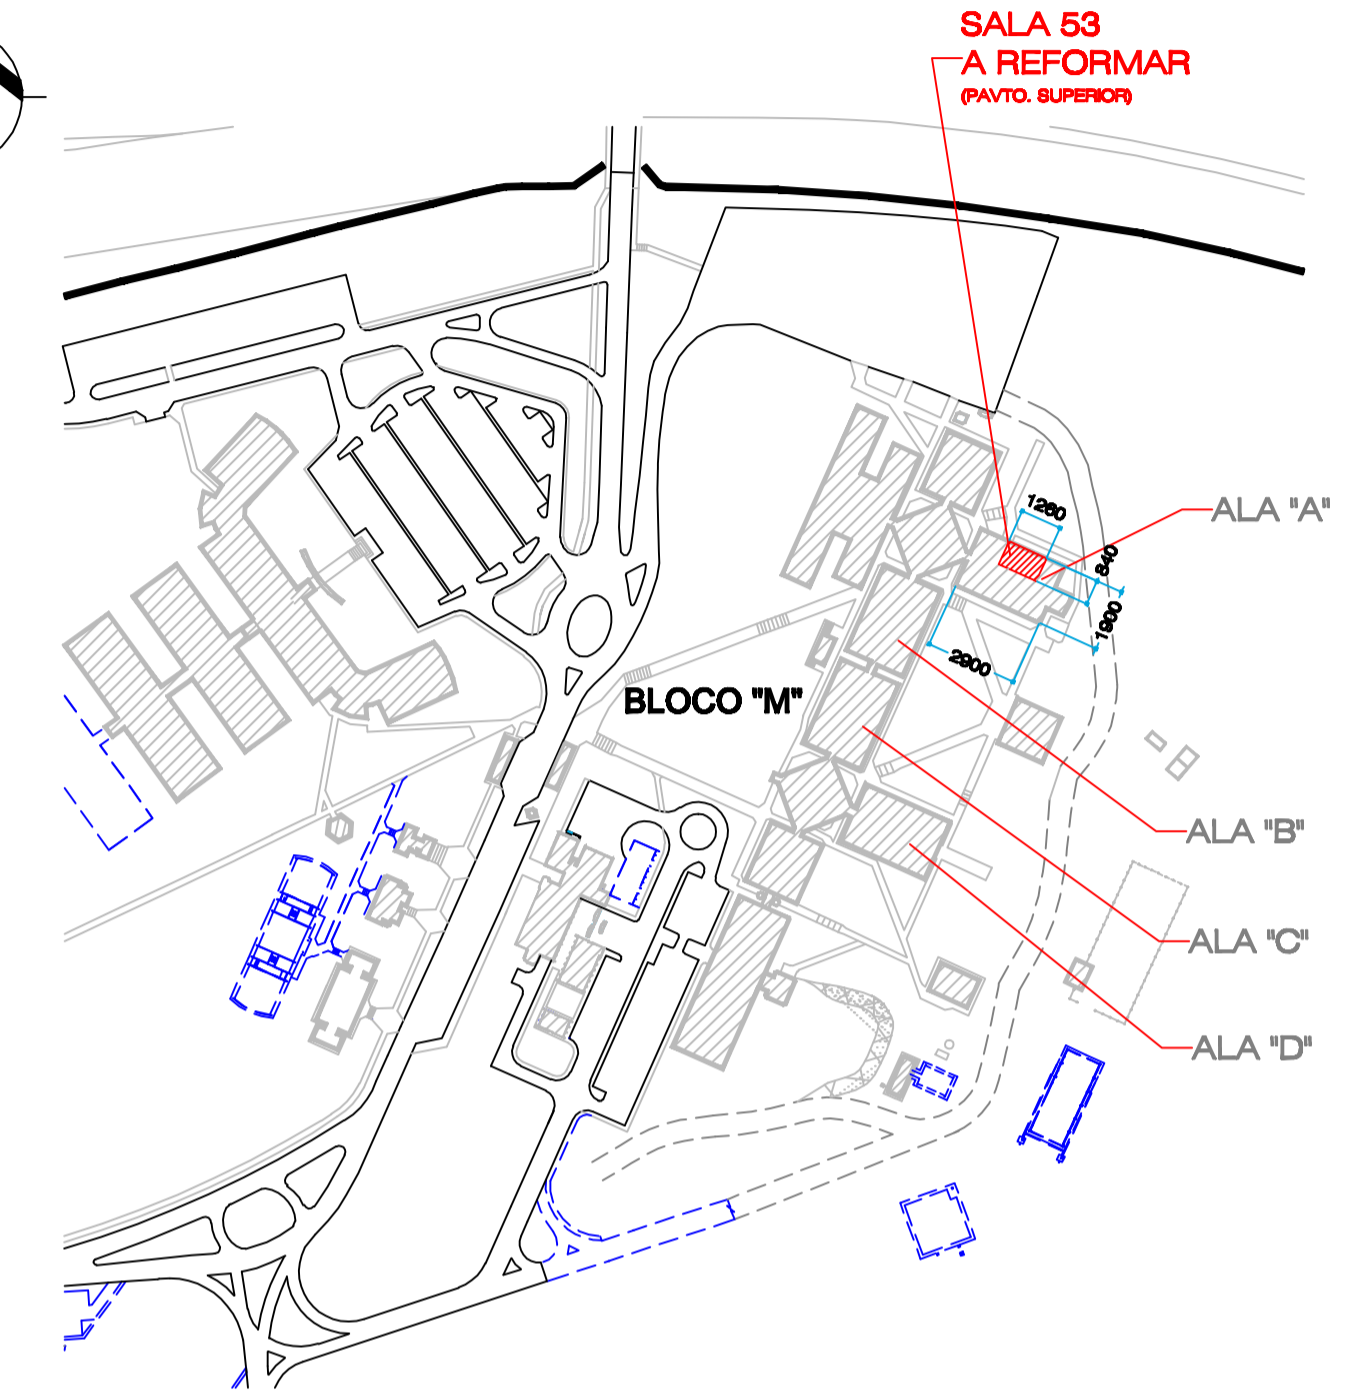 SALA 53
A REFORMAR
(PAVTO. SUPERIOR)
1260
ALA "A"
840
1900
2900
BLOCO "M"
ALA "B"
ALA "C"
ALA "D"